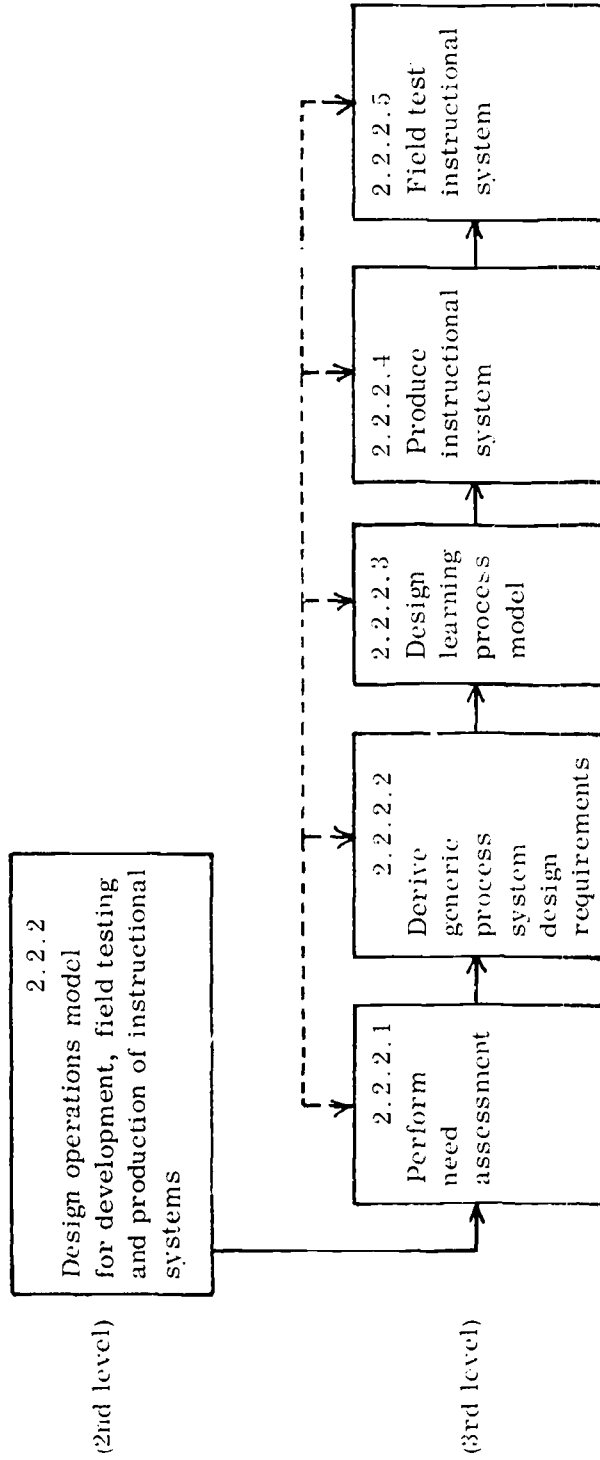 (2nd level)
2.2.2
Design operations model
for development, field testing
and production of instructional
systems
(3rd level)
2.2.2.1
Perform
need
assessment
2.2.2.2
Derive
generic
process
system
design
requirements
2.2.2.3
Design
learning
process
model
2.2.2.4
Produce
instructional
system
2.2.2.5
Field test
instructional
system